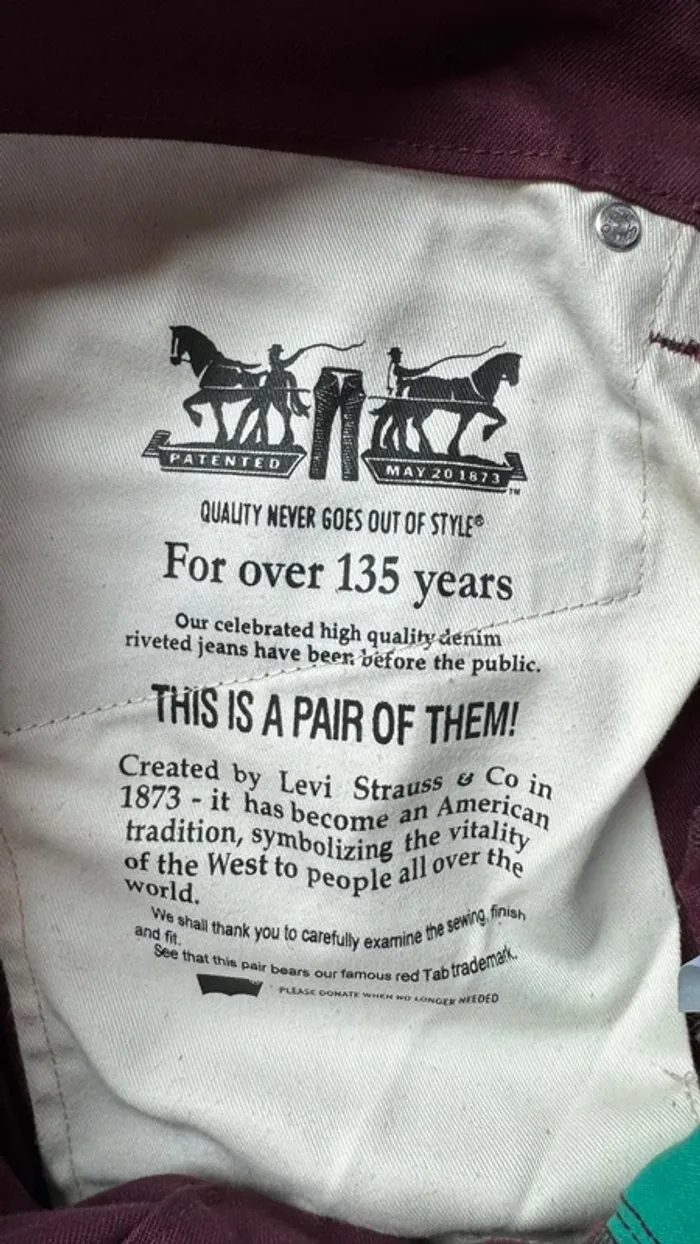 PATENTED
MAY 20 1873
TM
QUALITY NEVER GOES OUT OF STYLE®
For over 135 years
Our celebrated high quality denim
riveted jeans have been before the public.
THIS IS A PAIR OF THEM!
Created by Levi Strauss & Co in
1873 - it has become an American
tradition, symbolizing the vitality
of the West to people all over the
world.
We shall thank you to carefully examine the sewing, finish
and fit.
See that this pair bears our famous red Tab trademark.
PLEASE DONATE WHEN NO LONGER NEEDED